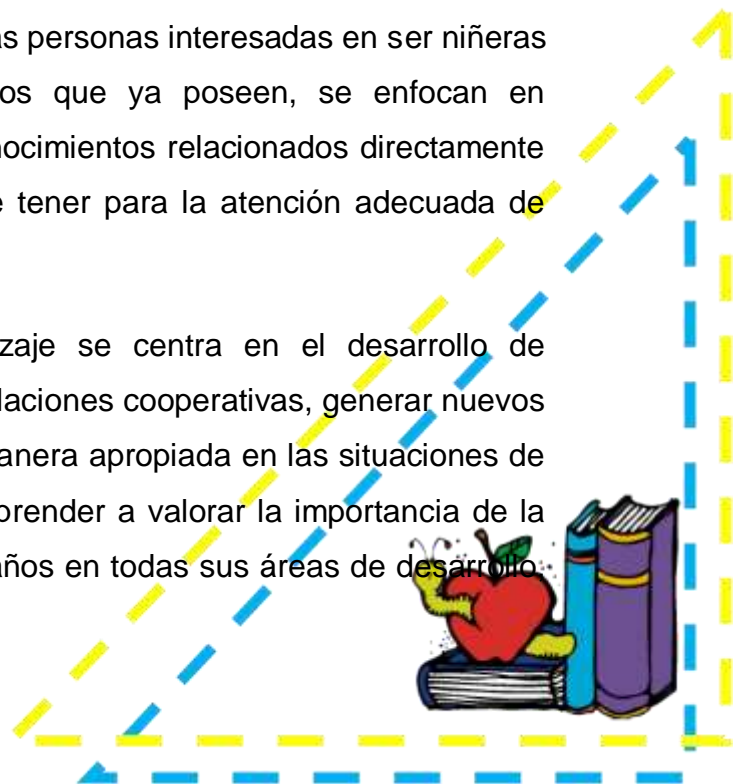 as personas interesadas en ser niñeras
os que ya poseen, se enfocan en
nocimientos relacionados directamente
e tener para la atención adecuada de
zaje se centra en el desarrollo de
laciones cooperativas, generar nuevos
anera apropiada en las situaciones de
prender a valorar la importancia de la
años en todas sus áreas de desarrollo,